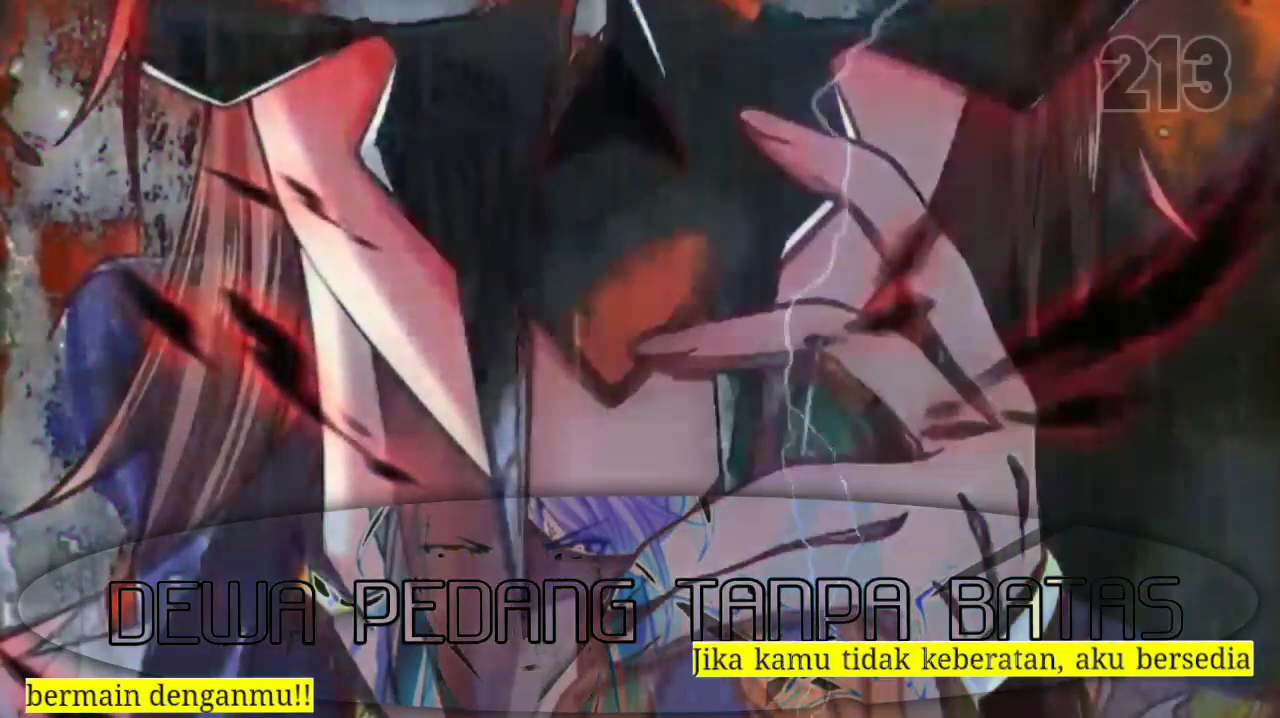 213
DEWA PEDANG TANPA BATAS
Jika kamu tidak keberatan, aku bersedia
bermain denganmu!!